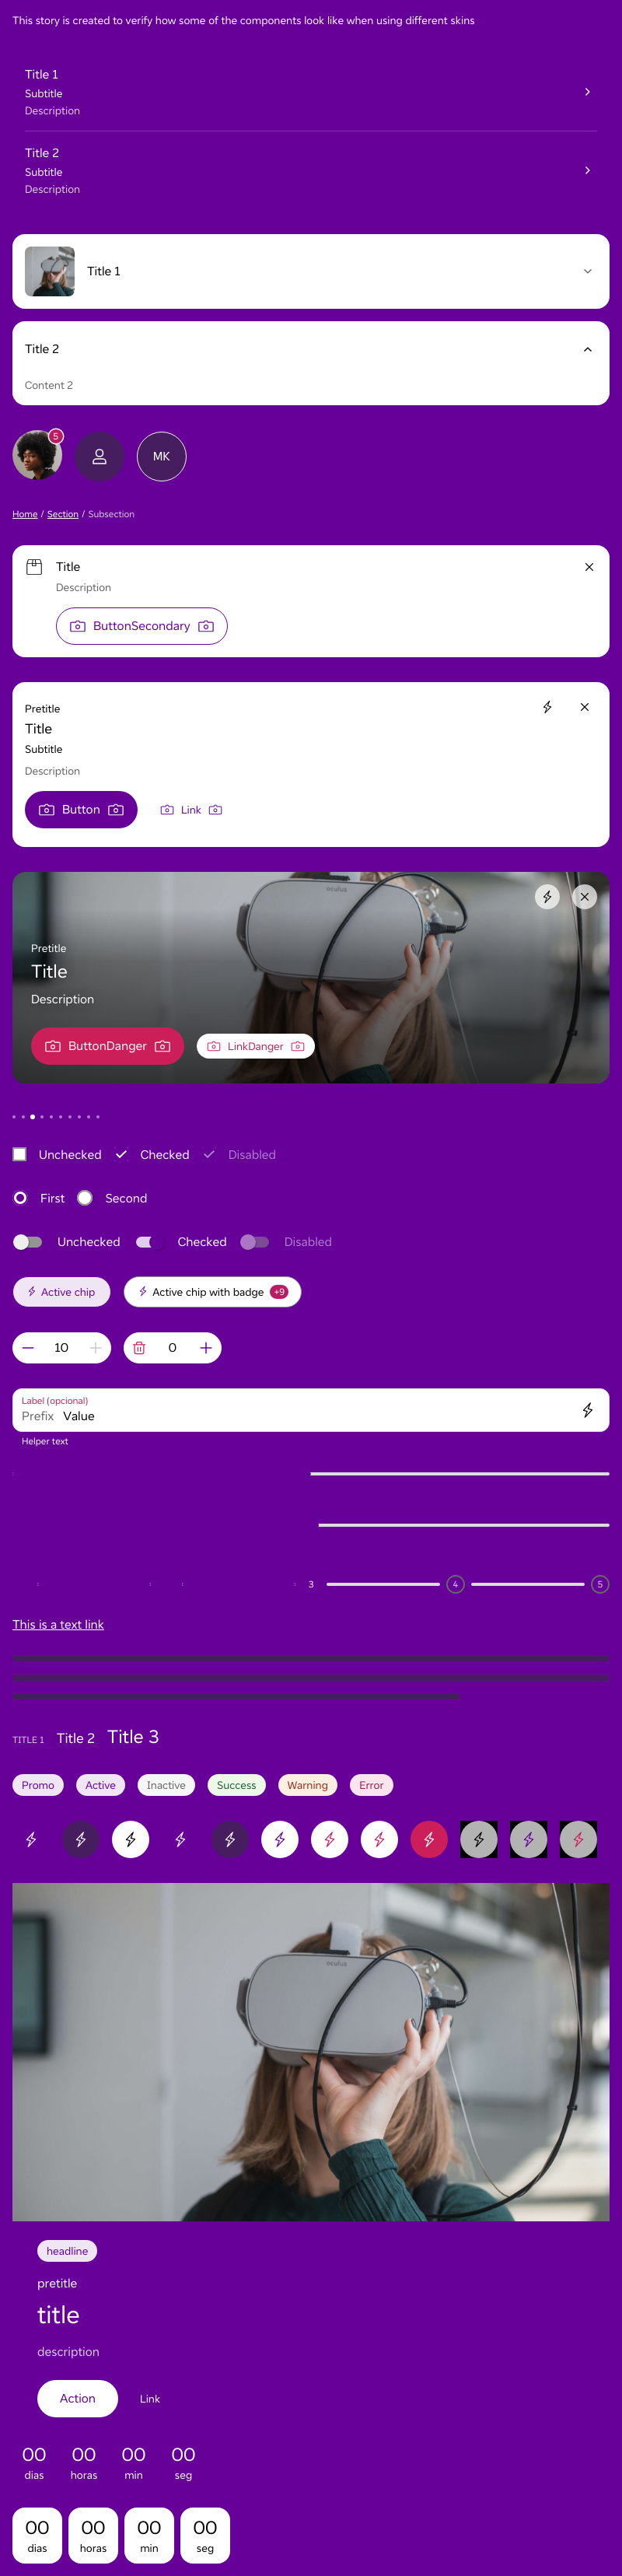 This story is created to verify how some of the components look like when using different skins
Title 1
Subtitle
Description
Title 2
Subtitle
Description
Title 1
Title 2
Content 2
5
MK
Home / Section / Subsection
Title
Description
ButtonSecondary
Pretitle
Title
Subtitle
Description
Button Link
oculus
Pretitle
Title
Description
ButtonDanger LinkDanger
Unchecked Checked Disabled
First Second
Unchecked Checked Disabled
Active chip Active chip with badge +9
10 0
Label (opcional)
Prefix Value
Helper text
3 4 5
This is a text link
TITLE 1 Title 2 Title 3
Promo Active Inactive Success Warning Error
oculus
headline
pretitle
title
description
Action Link
00 00 00 00
dias horas min seg
00 00 00 00
dias horas min seg